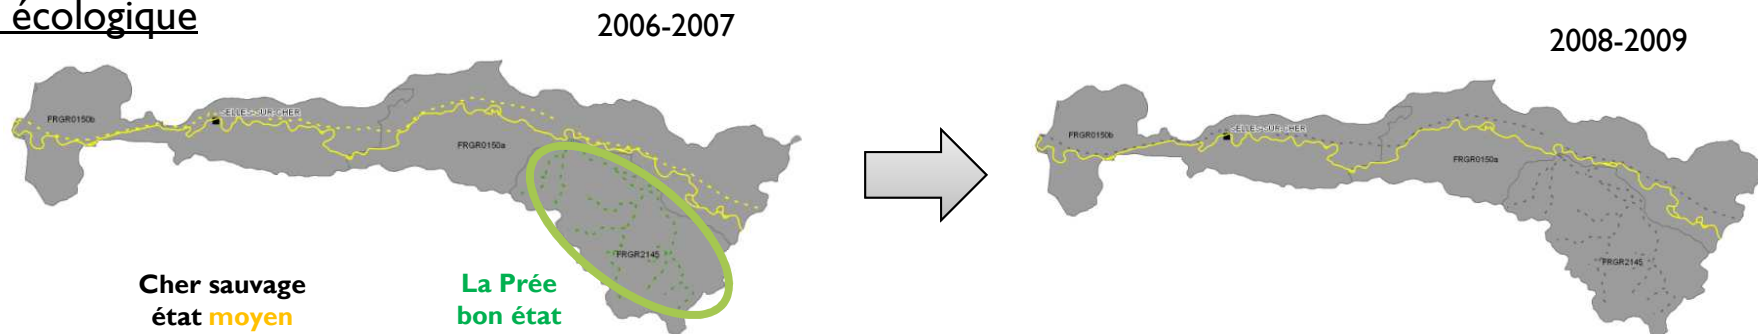 écologique
2006-2007
2008-2009
FRGR0150b
SELLES-SUR-CHER
FRGR0150a
FRGR2145
FRGR0150b
SELLES-SUR-CHER
FRGR0150a
FRGR2145
Cher sauvage
état moyen
La Prée
bon état